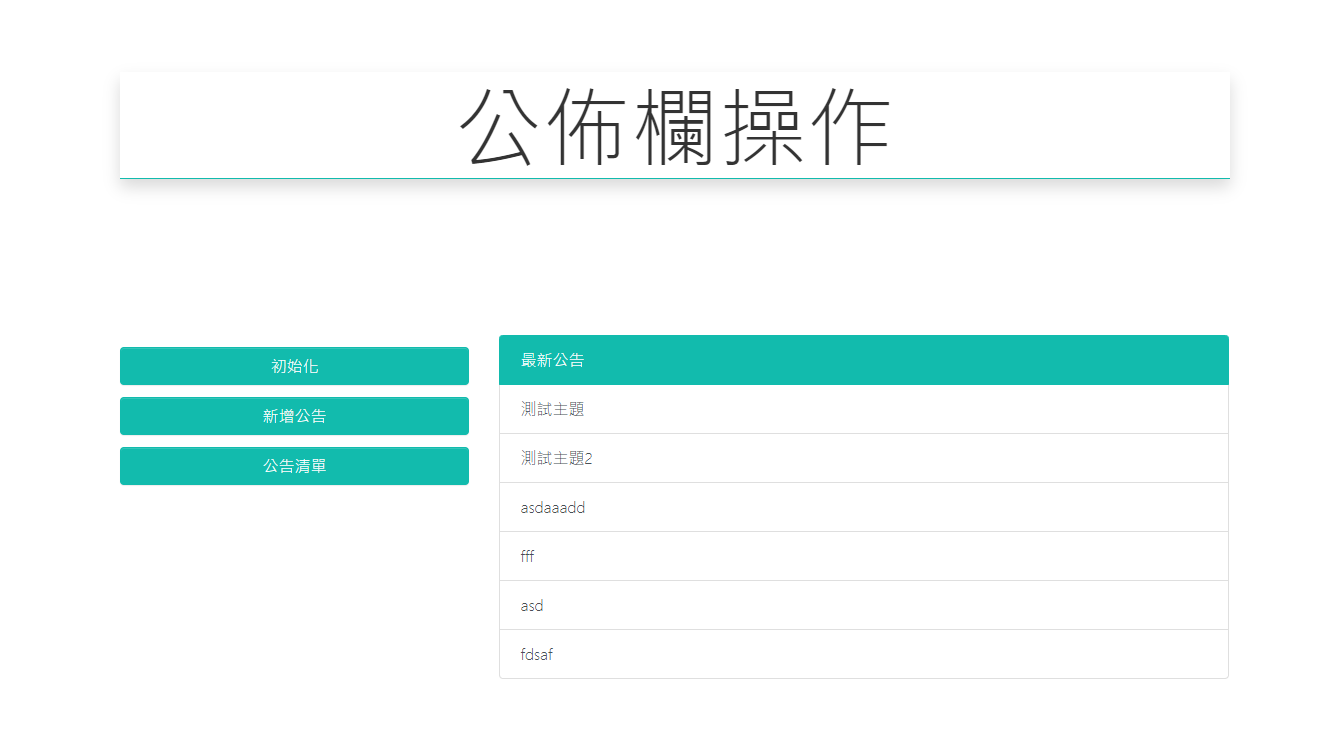 公佈欄操作
初始化
新增公告
公告清單
最新公告
測試主題
測試主題2
asdaaadd
fff
asd
fdsaf